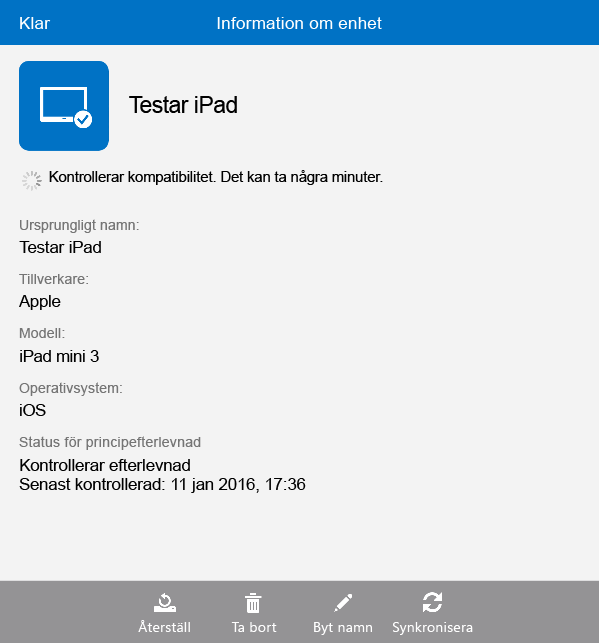 Klar
Information om enhet
Testar iPad
Kontrollerar kompatibilitet. Det kan ta några minuter.
Ursprungligt namn:
Testar iPad
Tillverkare:
Apple
Modell:
iPad mini 3
Operativsystem:
iOS
Status för principefterlevnad
Kontrollerar efterlevnad
Senast kontrollerad: 11 jan 2016, 17:36
Återställ
Ta bort
Byt namn
Synkronisera